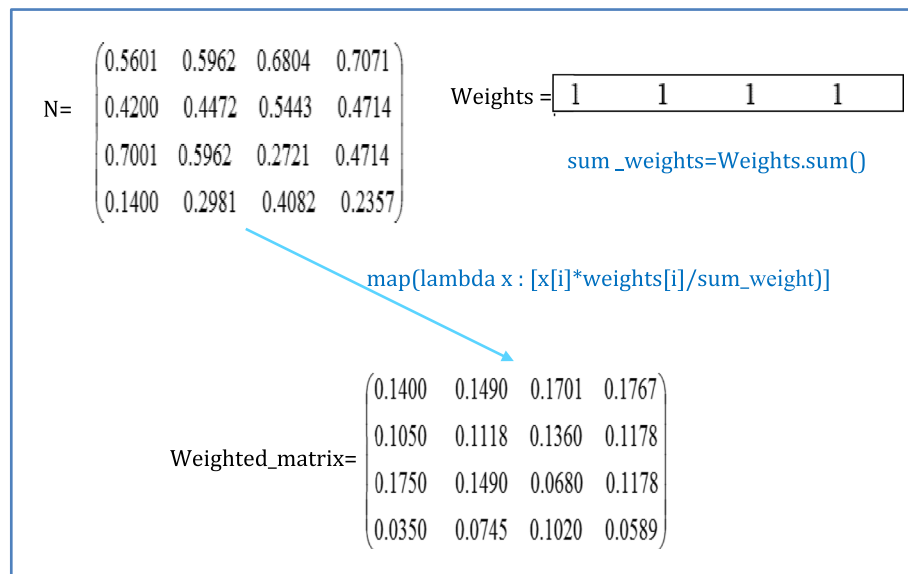 N=
0.5601 0.5962 0.6804 0.7071
0.4200 0.4472 0.5443 0.4714
0.7001 0.5962 0.2721 0.4714
0.1400 0.2981 0.4082 0.2357
Weights = 1 1 1 1
sum _weights=Weights.sum()
map(lambda x : [x[i]*weights[i]/sum_weight)]
Weighted_matrix=
0.1400 0.1490 0.1701 0.1767
0.1050 0.1118 0.1360 0.1178
0.1750 0.1490 0.0680 0.1178
0.0350 0.0745 0.1020 0.0589